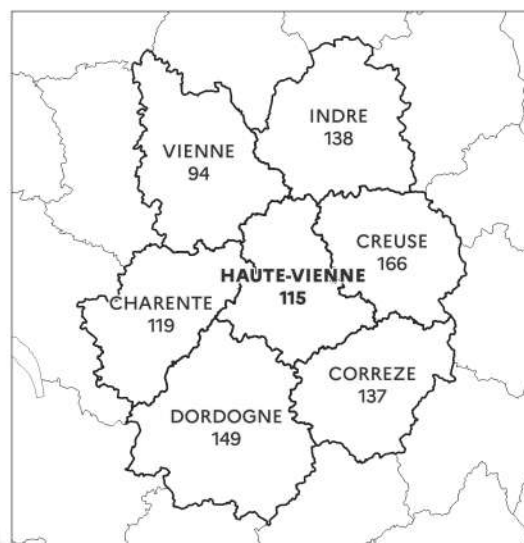 INDRE
138
VIENNE
94
CREUSE
166
HAUTE-VIENNE
115
CHARENTE
119
CORREZE
137
DORDOGNE
149